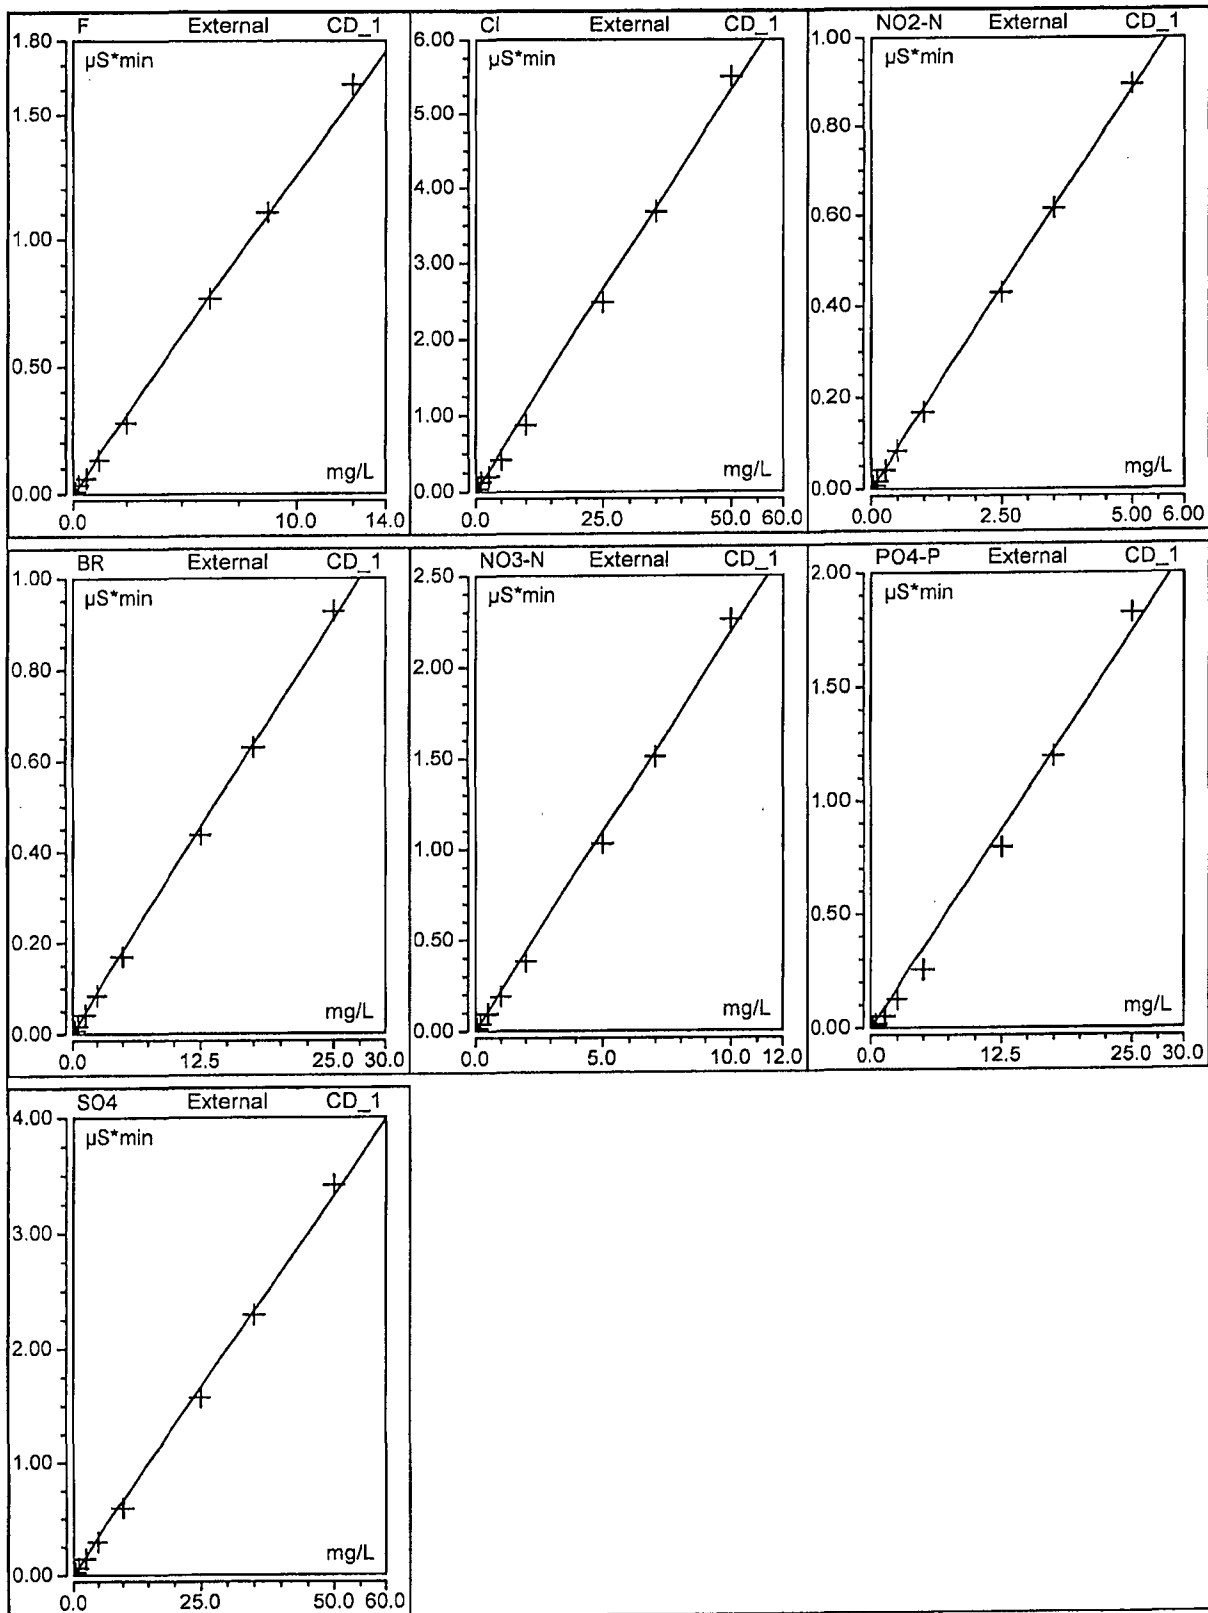 F External CD_1
µS*min
1.80
1.50
1.00
0.50
0.00
mg/L
0.0 10.0 14.0
Cl External CD_1
µS*min
6.00
5.00
4.00
3.00
2.00
1.00
0.00
mg/L
0.0 25.0 50.0 60.0
NO2-N External CD_1
µS*min
1.00
0.80
0.60
0.40
0.20
0.00
mg/L
0.00 2.50 5.00 6.00
BR External CD_1
µS*min
1.00
0.80
0.60
0.40
0.20
0.00
mg/L
0.0 12.5 25.0 30.0
NO3-N External CD_1
µS*min
2.50
2.00
1.50
1.00
0.50
0.00
mg/L
0.0 5.0 10.0 12.0
PO4-P External CD_1
µS*min
2.00
1.50
1.00
0.50
0.00
mg/L
0.0 12.5 25.0 30.0
SO4 External CD_1
µS*min
4.00
3.00
2.00
1.00
0.00
mg/L
0.0 25.0 50.0 60.0